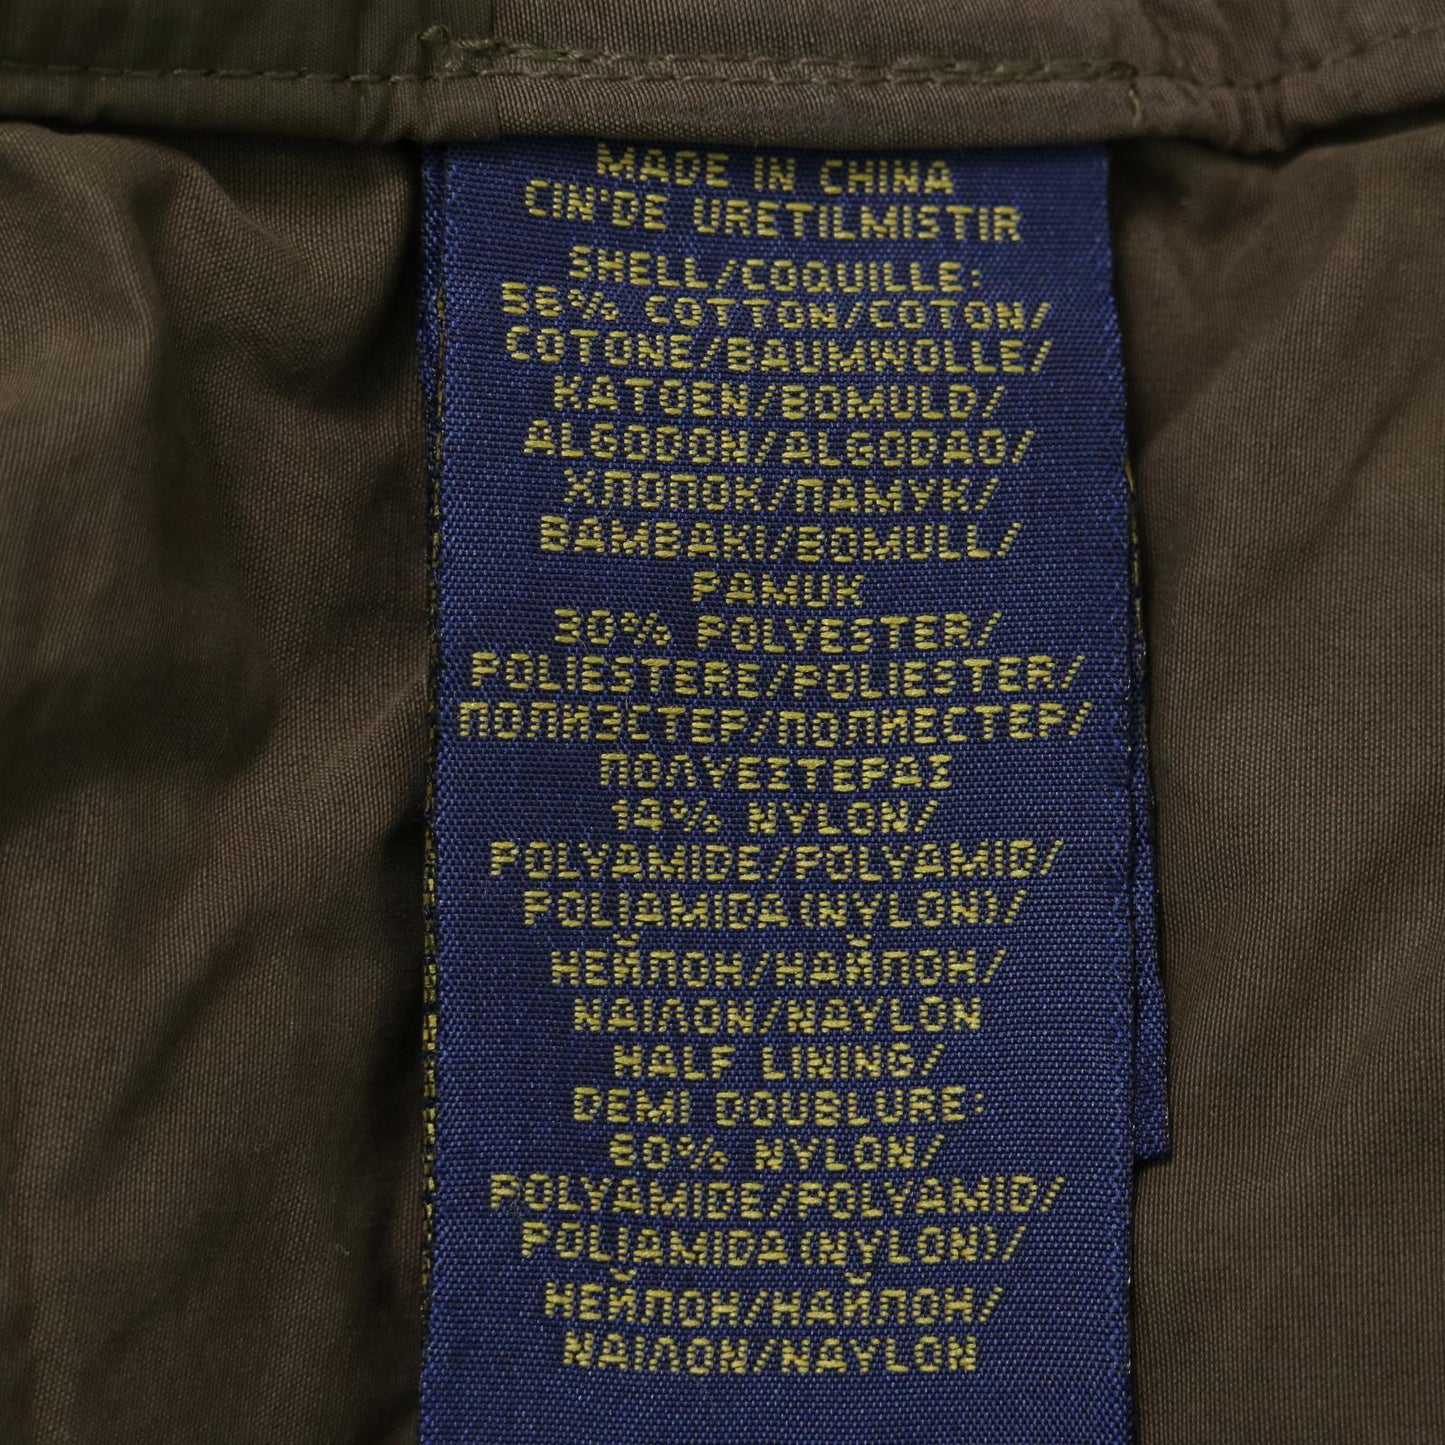 MADE IN CHINA
CIN'DE URETILMISTIR
SHELL/COQUILLE:
56% COTTON/COTON/
COTONE/BAUMWOLLE/
KATOEN/BOMULD/
ALGODON/ALGODAO/
ХЛОПОК/ПАМУК/
BAMBAKI/BOMULL/
PAMUK
30% POLYESTER/
POLIESTERE/POLIESTER/
ПОЛИЭСТЕР/ПОЛИЕСТЕР/
ΠΟΛΥΕΣΤΕΡΑΣ
14% NYLON/
POLYAMIDE/POLYAMID/
POLIAMIDA(NYLON)/
НЕЙЛОН/НАЙЛОН/
ΝΑΙΛΟΝ/NAYLON
HALF LINING/
DEMI DOUBLURE:
60% NYLON/
POLYAMIDE/POLYAMID/
POLIAMIDA(NYLON)/
НЕЙЛОН/НАЙЛОН/
ΝΑΙΛΟΝ/NAYLON